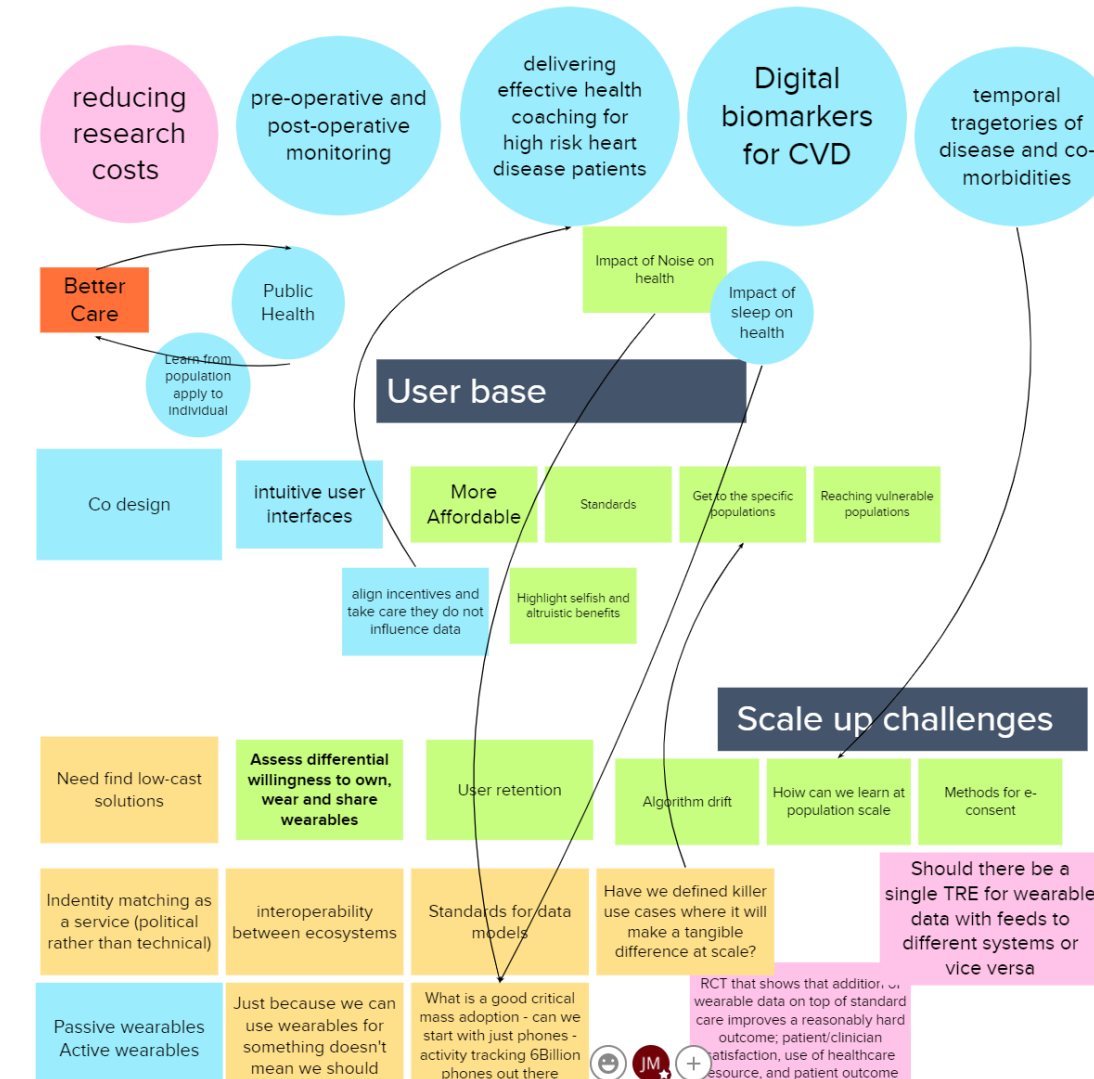 reducing
research
costs
pre-operative and
post-operative
monitoring
delivering
effective health
coaching for
high risk heart
disease patients
Digital
biomarkers
for CVD
temporal
tragetories of
disease and co-
morbidities
Better
Care
Public
Health
Learn from
population
apply to
individual
Impact of Noise on
health
Impact of
sleep on
health
User base
Co design
intuitive user
interfaces
More
Affordable
Standards
Get to the specific
populations
Reaching vulnerable
populations
align incentives and
take care they do not
influence data
Highlight selfish and
altruistic benefits
Scale up challenges
Need find low-cast
solutions
Assess differential
willingness to own,
wear and share
wearables
User retention
Algorithm drift
Hoiw can we learn at
population scale
Methods for e-
consent
Indentity matching as
a service (political
rather than technical)
interoperability
between ecosystems
Standards for data
models
Have we defined killer
use cases where it will
make a tangible
difference at scale?
Should there be a
single TRE for wearable
data with feeds to
different systems or
vice versa
Passive wearables
Active wearables
Just because we can
use wearables for
something doesn't
mean we should
What is a good critical
mass adoption - can we
start with just phones -
activity tracking 6Billion
phones out there
RCT that shows that addition of
wearable data on top of standard
care improves a reasonably hard
outcome; patient/clinician
satisfaction, use of healthcare
resource, and patient outcome
JM